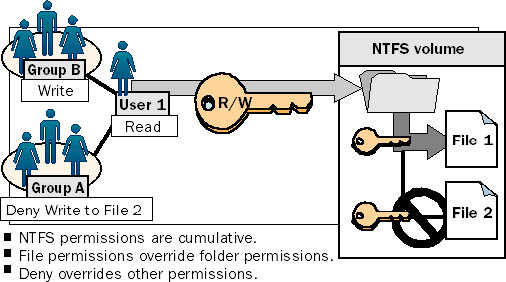 NTFS volume
Group B
Write
User 1
Read
R/W
File 1
Group A
Deny Write to File 2
File 2
NTFS permissions are cumulative.
File permissions override folder permissions.
Deny overrides other permissions.